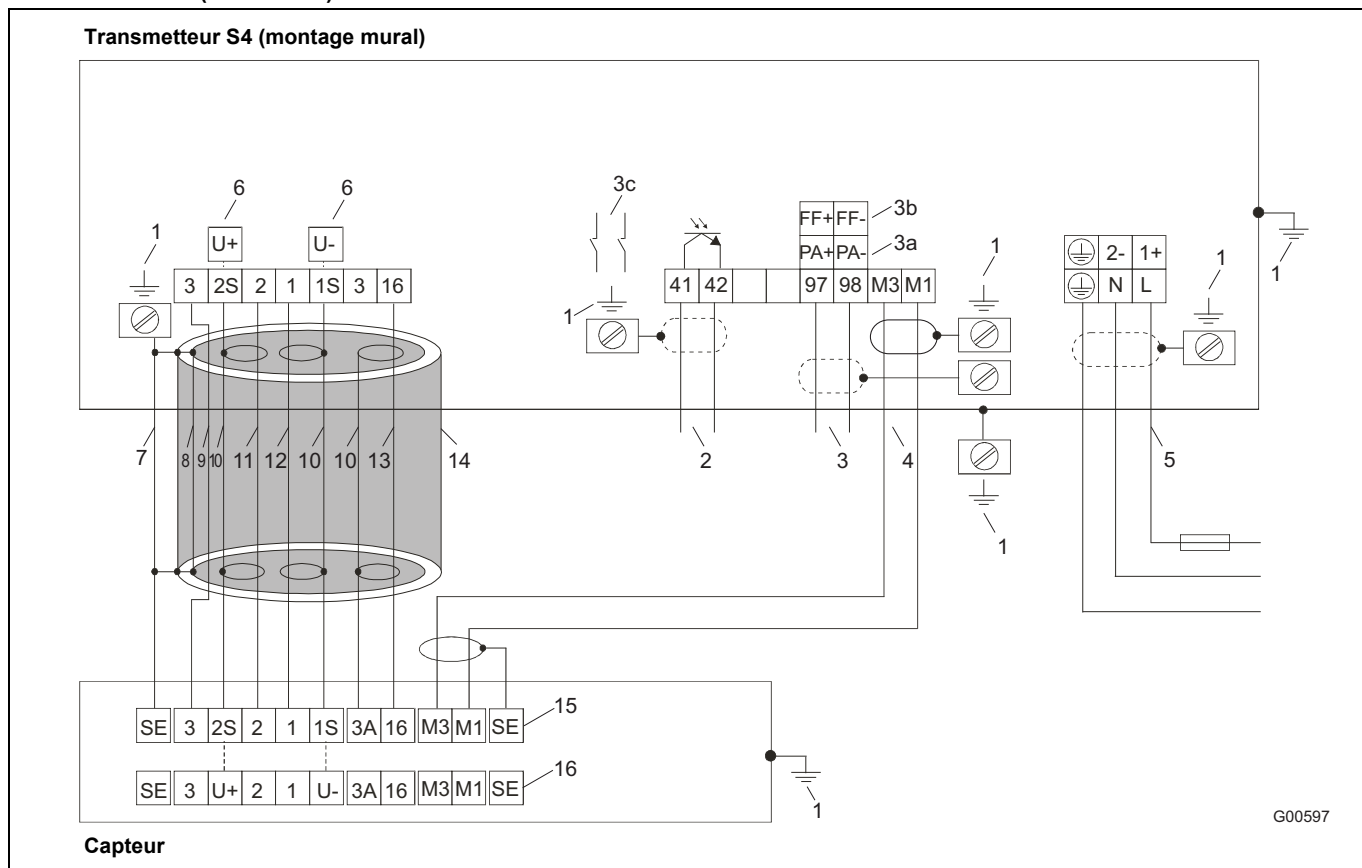 Transmetteur S4 (montage mural)
6 6 3c
FF+ FF- 3b
1 U+ U- PA+ PA- 3a 1 2- 1+ 1 1
3 2S 2 1 1S 3 16 41 42 97 98 M3 M1 N L
1
7 8 9 10 11 12 10 10 13 14 2 3 4 5
1
SE 3 2S 2 1 1S 3A 16 M3 M1 SE 15
SE 3 U+ 2 1 U- 3A 16 M3 M1 SE 16
1
G00597
Capteur